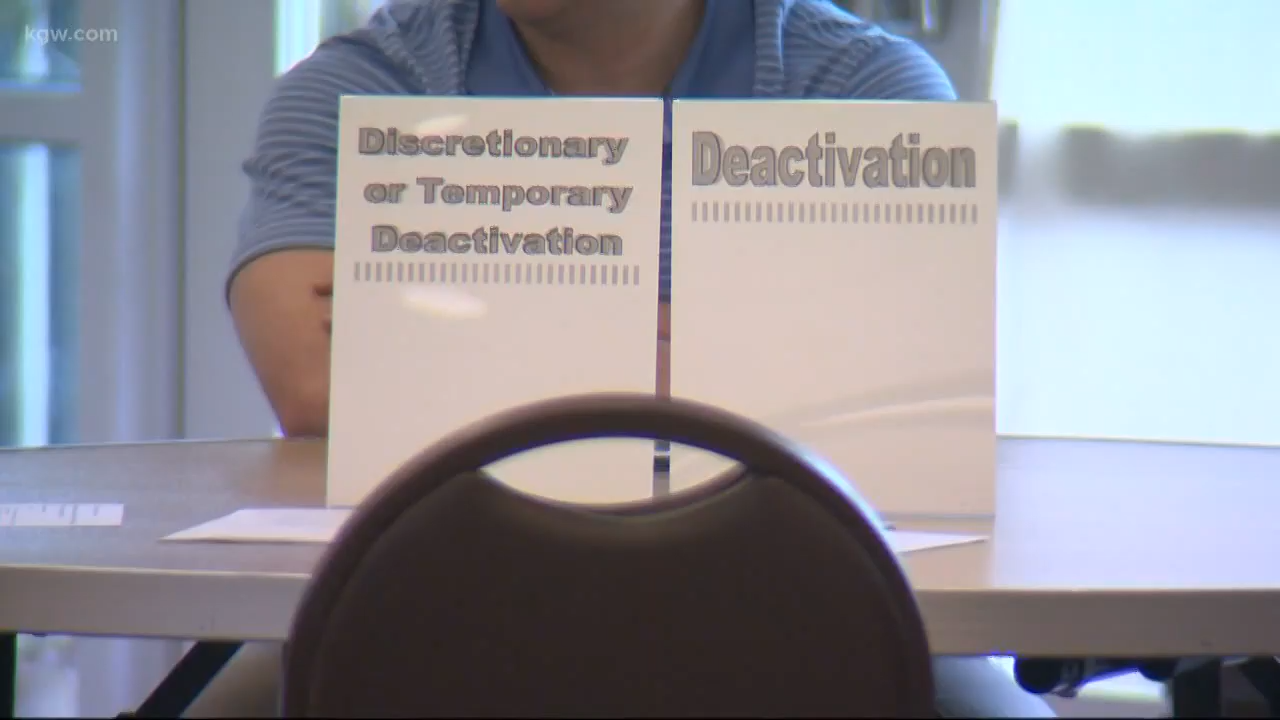 kgw.com
Discretionary
or Temporary
Deactivation
Deactivation